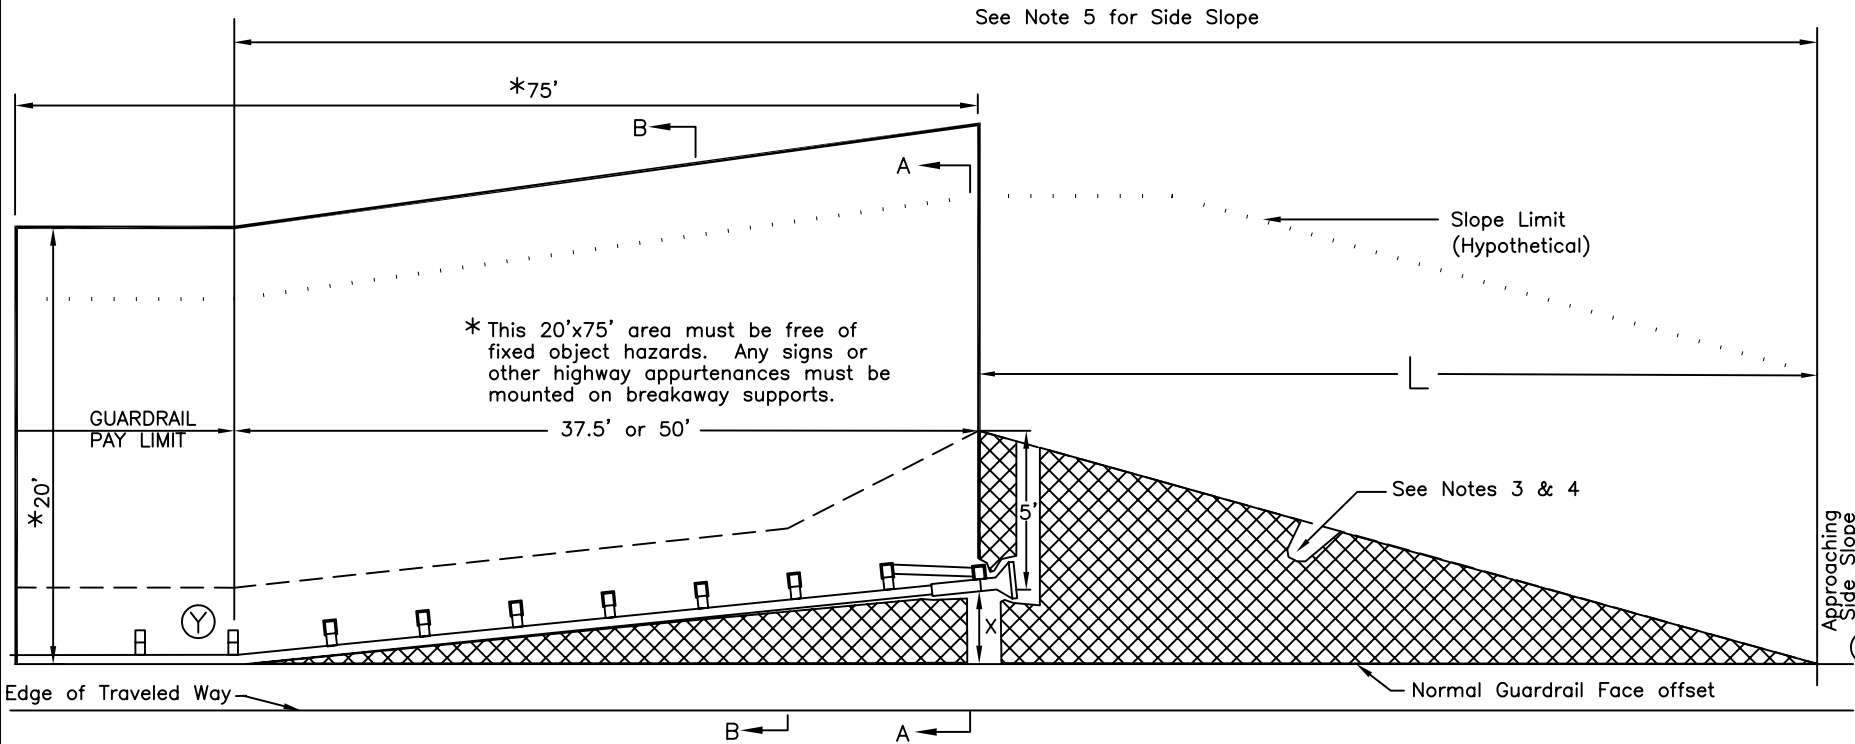 See Note 5 for Side Slope
*75'
B
A
Slope Limit
(Hypothetical)
* This 20'x75' area must be free of
fixed object hazards. Any signs or
other highway appurtenances must be
mounted on breakaway supports.
L
GUARDRAIL
PAY LIMIT
37.5' or 50'
See Notes 3 & 4
*20'
5'
Approaching
Side Slope
Y
X
Edge of Traveled Way
Normal Guardrail Face offset
B
A